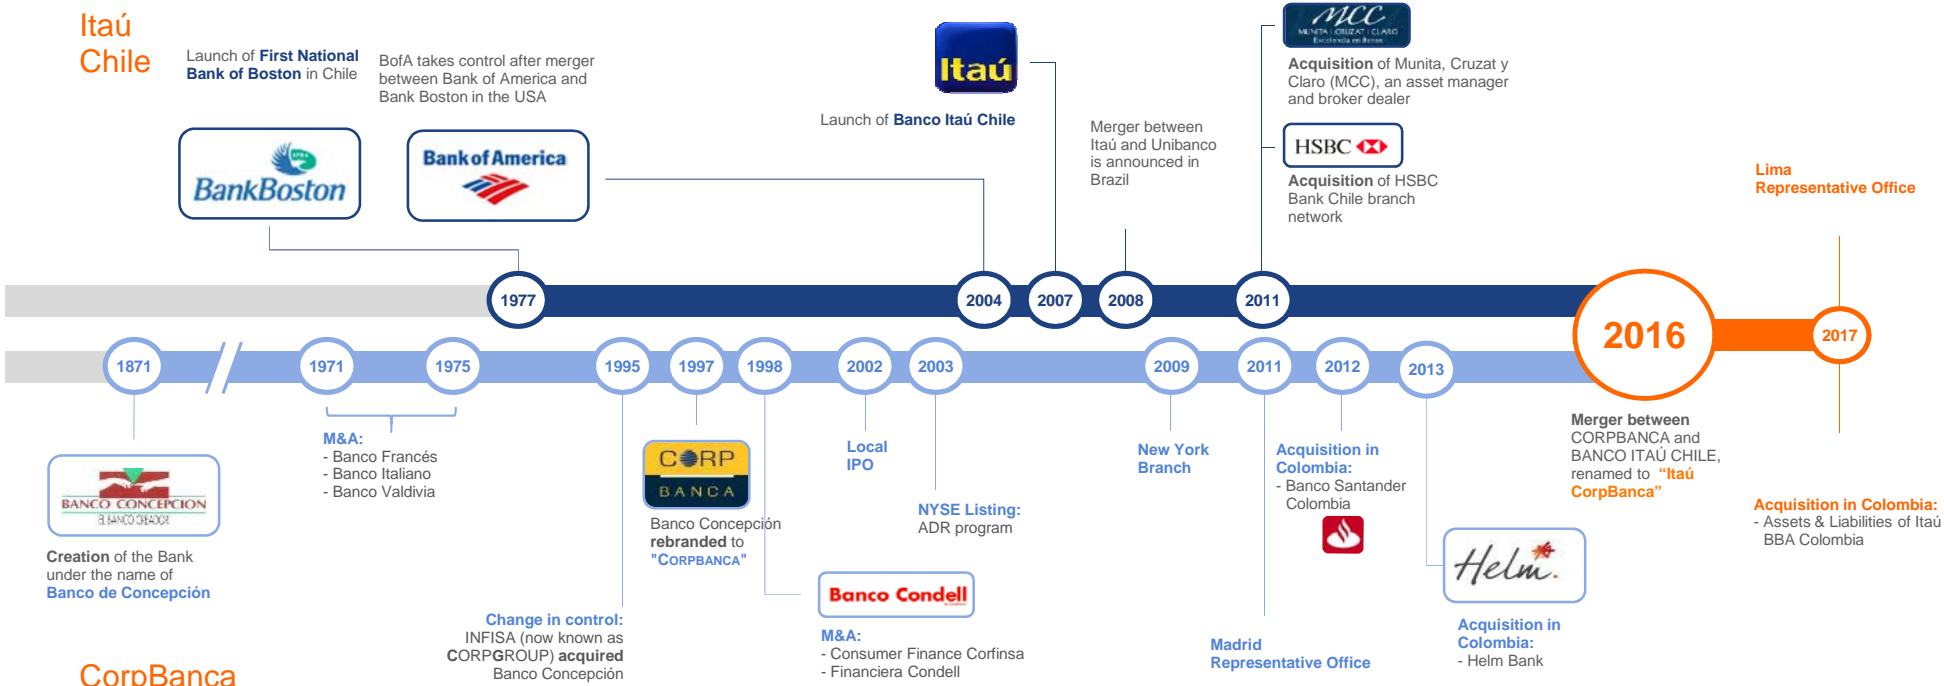 Itaú
Chile
Launch of First National
Bank of Boston in Chile
BofA takes control after merger
between Bank of America and
Bank Boston in the USA
BankBoston
Bank of America
Itaú
Launch of Banco Itaú Chile
Merger between
Itaú and Unibanco
is announced in
Brazil
MCC
MUNITA | CRUZAT | CLARO
Excelencia en Bolsa
Acquisition of Munita, Cruzat y
Claro (MCC), an asset manager
and broker dealer
HSBC
Acquisition of HSBC
Bank Chile branch
network
Lima
Representative Office
1977
2004
2007
2008
2011
2016
2017
1871
1971
1975
1995
1997
1998
2002
2003
2009
2011
2012
2013
BANCO CONCEPCION
EL BANCO CREADOR
Creation of the Bank
under the name of
Banco de Concepción
M&A:
- Banco Francés
- Banco Italiano
- Banco Valdivia
Change in control:
INFISA (now known as
CORPGROUP) acquired
Banco Concepción
CORP
BANCA
Banco Concepción
rebranded to
"CORPBANCA"
Banco Condell
M&A:
- Consumer Finance Corfinsa
- Financiera Condell
Local
IPO
NYSE Listing:
ADR program
New York
Branch
Madrid
Representative Office
Acquisition in
Colombia:
- Banco Santander
Colombia
Helm.
Acquisition in
Colombia:
- Helm Bank
Merger between
CORPBANCA and
BANCO ITAÚ CHILE,
renamed to “Itaú
CorpBanca”
Acquisition in Colombia:
- Assets & Liabilities of Itaú
BBA Colombia
CorpBanca